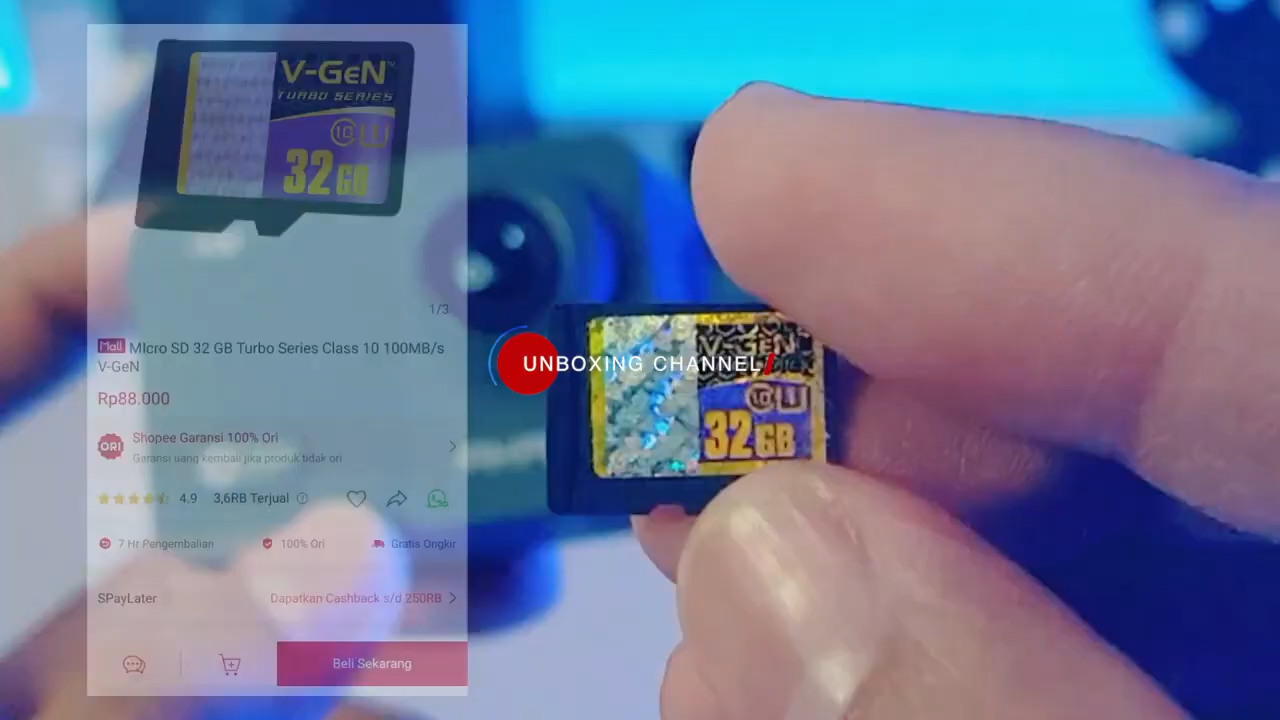 V-GeN™
TURBO SERIES
10 U
32 GB
1/3
Mall MIcro SD 32 GB Turbo Series Class 10 100MB/s
V-GeN
Rp88.000
ORI Shopee Garansi 100% Ori
Garansi uang kembali jika produk tidak ori
4.9 3,6RB Terjual
7 Hr Pengembalian 100% Ori Gratis Ongkir
SPayLater Dapatkan Cashback s/d 250RB
Beli Sekarang
UNBOXING CHANNEL/
V-GEN
10 U
32 GB